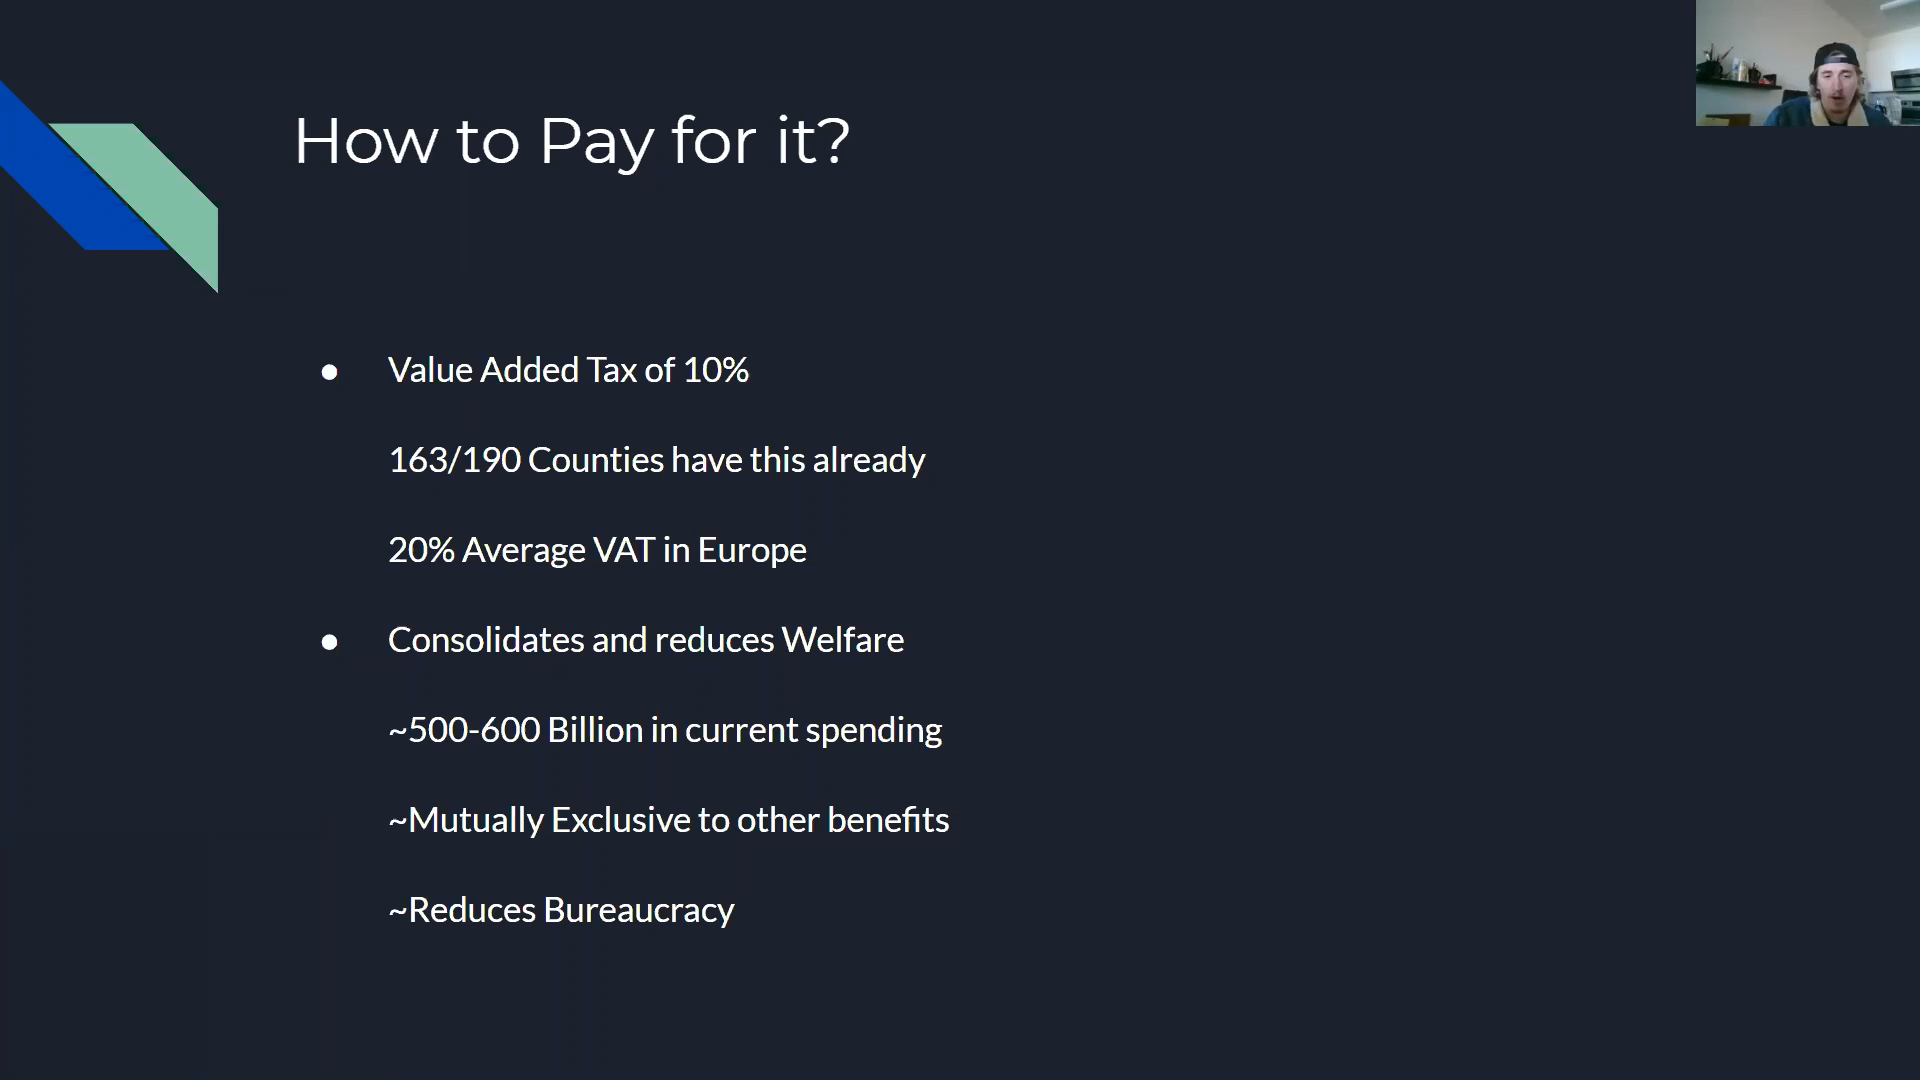 How to Pay for it?
● Value Added Tax of 10%
163/190 Counties have this already
20% Average VAT in Europe
● Consolidates and reduces Welfare
~500-600 Billion in current spending
~Mutually Exclusive to other benefits
~Reduces Bureaucracy